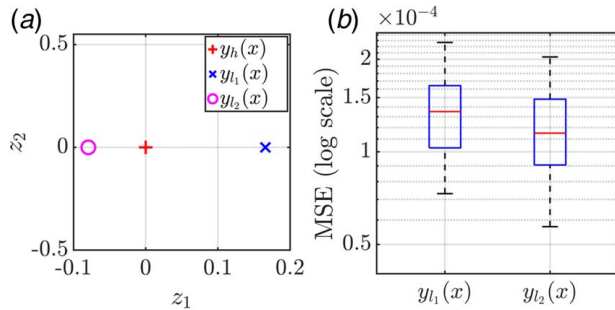 (a)
0.5
0
-0.5
z_2
-0.1
0
0.1
0.2
z_1
y_h(x)
y_{l_1}(x)
y_{l_2}(x)
(b)
×10^{-4}
2
1.5
1
0.5
MSE (log scale)
y_{l_1}(x)
y_{l_2}(x)